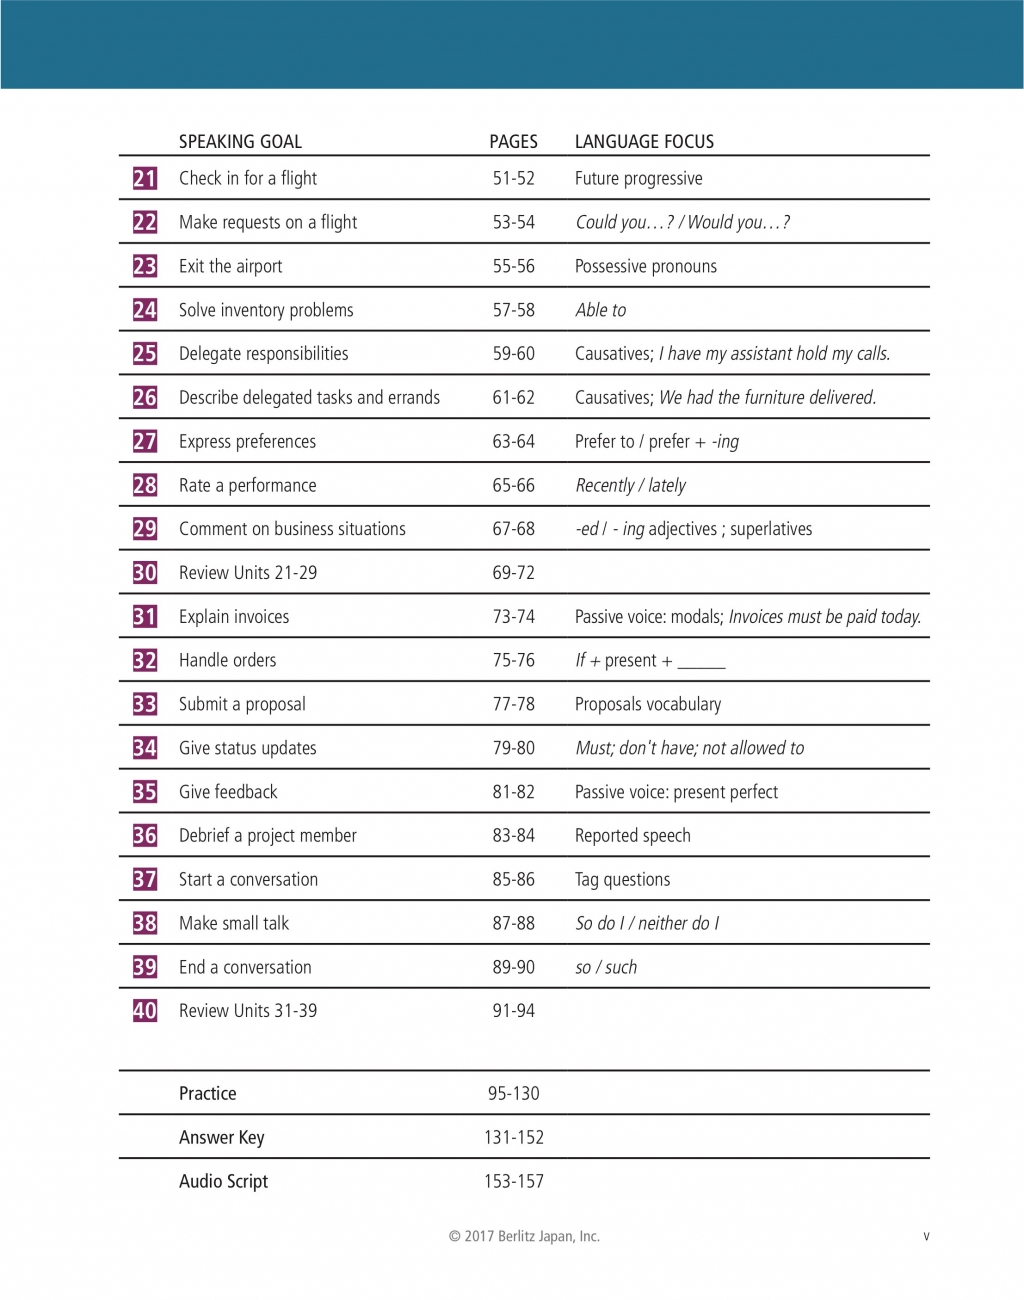 SPEAKING GOAL PAGES LANGUAGE FOCUS
21 Check in for a flight 51-52 Future progressive
22 Make requests on a flight 53-54 Could you…? / Would you…?
23 Exit the airport 55-56 Possessive pronouns
24 Solve inventory problems 57-58 Able to
25 Delegate responsibilities 59-60 Causatives; I have my assistant hold my calls.
26 Describe delegated tasks and errands 61-62 Causatives; We had the furniture delivered.
27 Express preferences 63-64 Prefer to / prefer + -ing
28 Rate a performance 65-66 Recently / lately
29 Comment on business situations 67-68 -ed / - ing adjectives ; superlatives
30 Review Units 21-29 69-72
31 Explain invoices 73-74 Passive voice: modals; Invoices must be paid today.
32 Handle orders 75-76 If + present + _____
33 Submit a proposal 77-78 Proposals vocabulary
34 Give status updates 79-80 Must; don't have; not allowed to
35 Give feedback 81-82 Passive voice: present perfect
36 Debrief a project member 83-84 Reported speech
37 Start a conversation 85-86 Tag questions
38 Make small talk 87-88 So do I / neither do I
39 End a conversation 89-90 so / such
40 Review Units 31-39 91-94
Practice 95-130
Answer Key 131-152
Audio Script 153-157
© 2017 Berlitz Japan, Inc. v